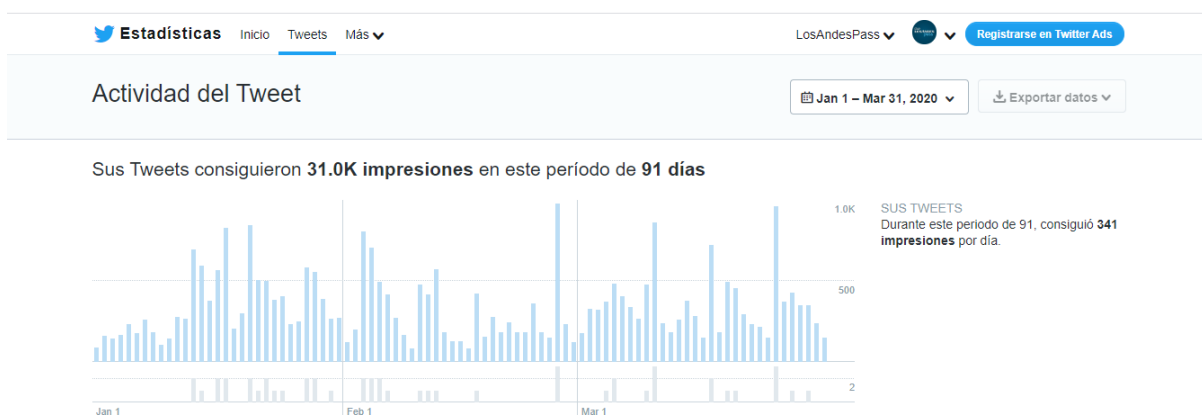 Estadísticas Inicio Tweets Más LosAndesPass Registrarse en Twitter Ads
Actividad del Tweet Jan 1 – Mar 31, 2020 Exportar datos
Sus Tweets consiguieron 31.0K impresiones en este período de 91 días
1.0K
SUS TWEETS
Durante este periodo de 91, consiguió 341
impresiones por día.
500
2
Jan 1 Feb 1 Mar 1